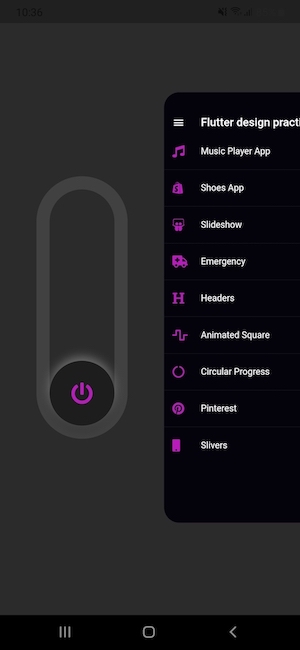 10:36
Flutter design practi
Music Player App
Shoes App
Slideshow
Emergency
Headers
Animated Square
Circular Progress
Pinterest
Slivers